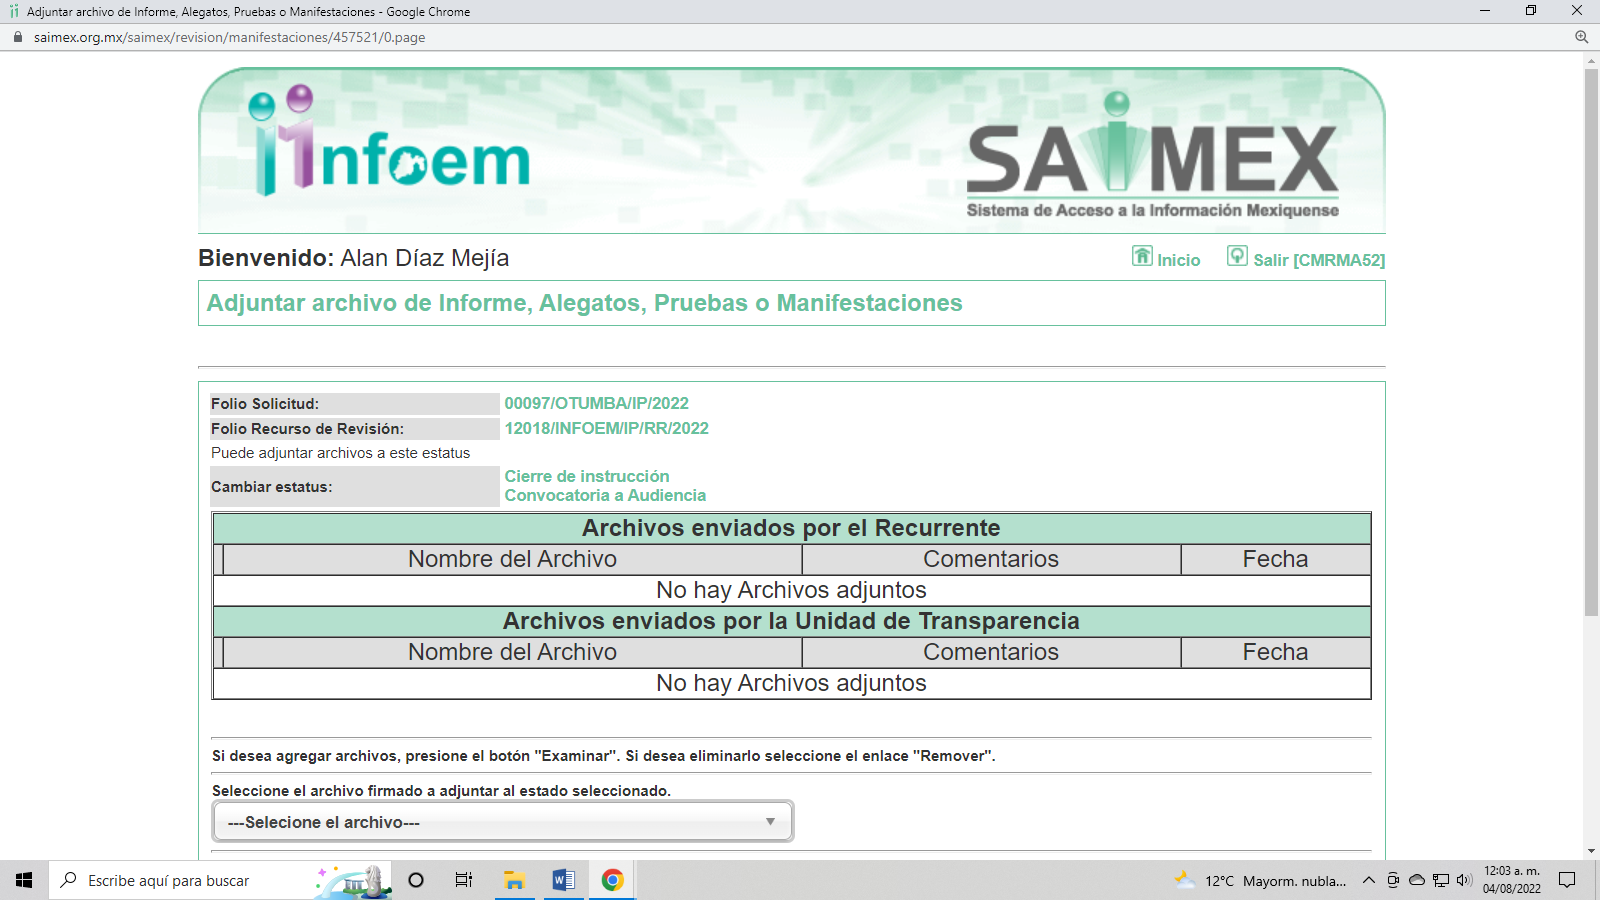 Adjuntar archivo de Informe, Alegatos, Pruebas o Manifestaciones - Google Chrome
saimex.org.mx/saimex/revision/manifestaciones/457521/0.page
infoem
SAIMEX
Sistema de Acceso a la Información Mexiquense
Bienvenido: Alan Díaz Mejía
Inicio
Salir [CMRMA52]
Adjuntar archivo de Informe, Alegatos, Pruebas o Manifestaciones
Folio Solicitud: 00097/OTUMBA/IP/2022
Folio Recurso de Revisión: 12018/INFOEM/IP/RR/2022
Puede adjuntar archivos a este estatus
Cambiar estatus: Cierre de instrucción
Convocatoria a Audiencia
Archivos enviados por el Recurrente
Nombre del Archivo Comentarios Fecha
No hay Archivos adjuntos
Archivos enviados por la Unidad de Transparencia
Nombre del Archivo Comentarios Fecha
No hay Archivos adjuntos
Si desea agregar archivos, presione el botón "Examinar". Si desea eliminarlo seleccione el enlace "Remover".
Seleccione el archivo firmado a adjuntar al estado seleccionado.
---Selecione el archivo---
Escribe aquí para buscar
12°C Mayorm. nubla...
12:03 a. m.
04/08/2022